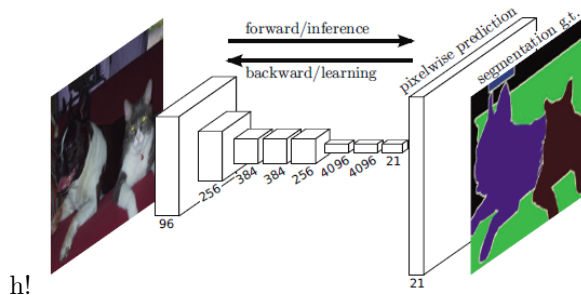 forward/inference
backward/learning
pixelwise prediction
segmentation g.t.
96
256
384
384
256
4096
4096
21
21
h!